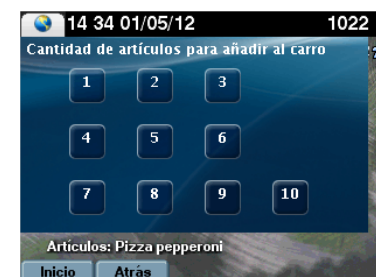 14 34 01/05/12 1022
Cantidad de artículos para añadir al carro
1 2 3
4 5 6
7 8 9 10
Artículos: Pizza pepperoni
Inicio Atrás